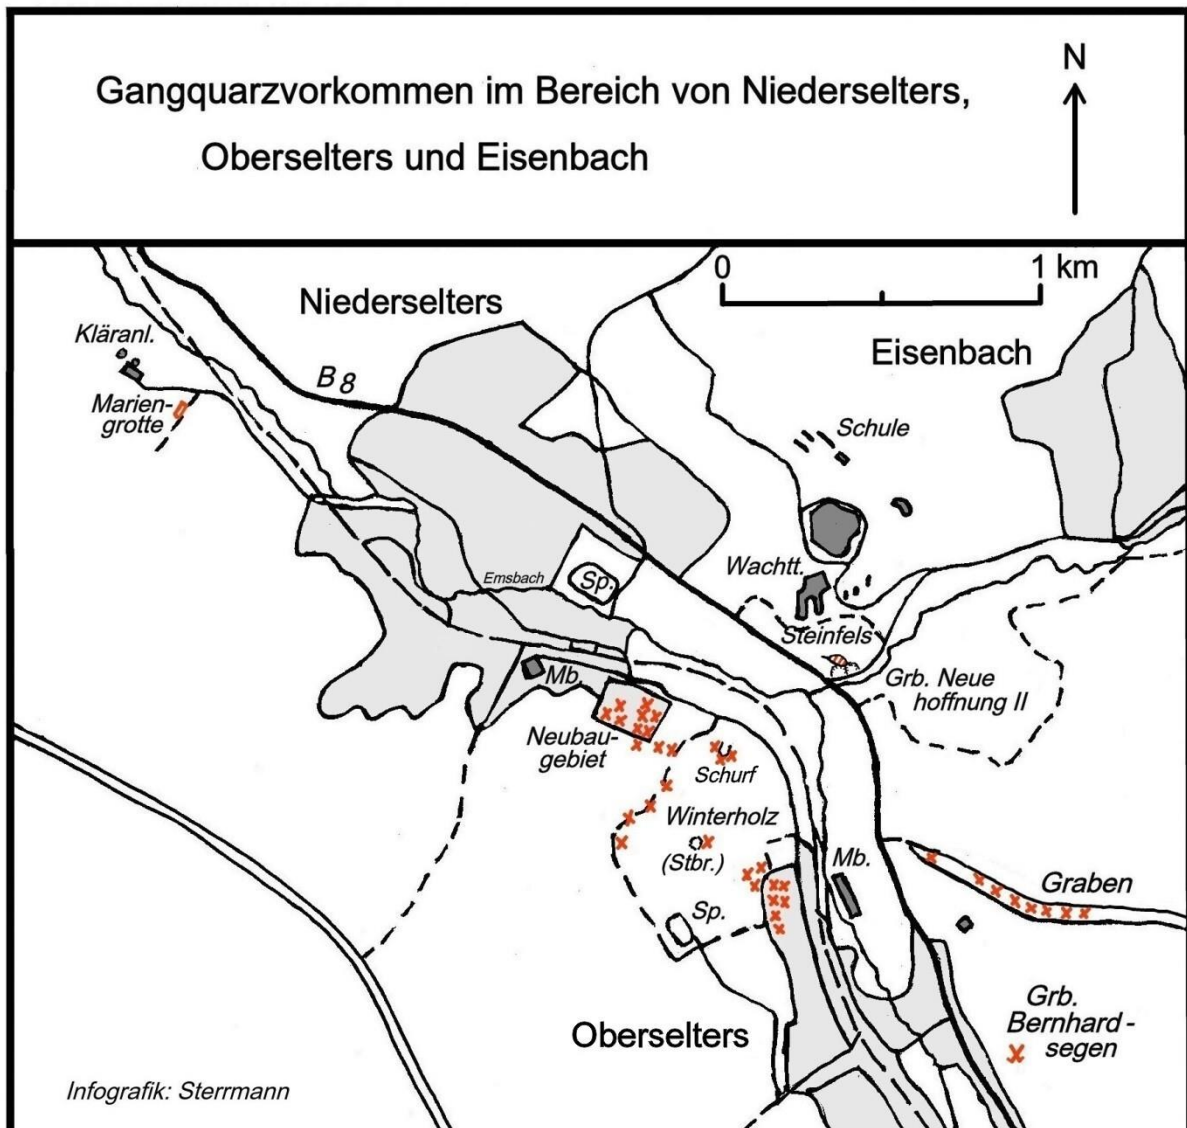 Gangquarzvorkommen im Bereich von Niederselters,
Oberselters und Eisenbach
N
0
1 km
Niederselters
Eisenbach
Kläranl.
B 8
Marien-
grotte
Schule
Wachtt.
Emsbach
Sp.
Steinfels
Mb.
Grb. Neue
hoffnung II
Neubau-
gebiet
Schurf
Winterholz
(Stbr.)
Mb.
Graben
Sp.
Grb.
Bernhard-
segen
Oberselters
Infografik: Sterrmann